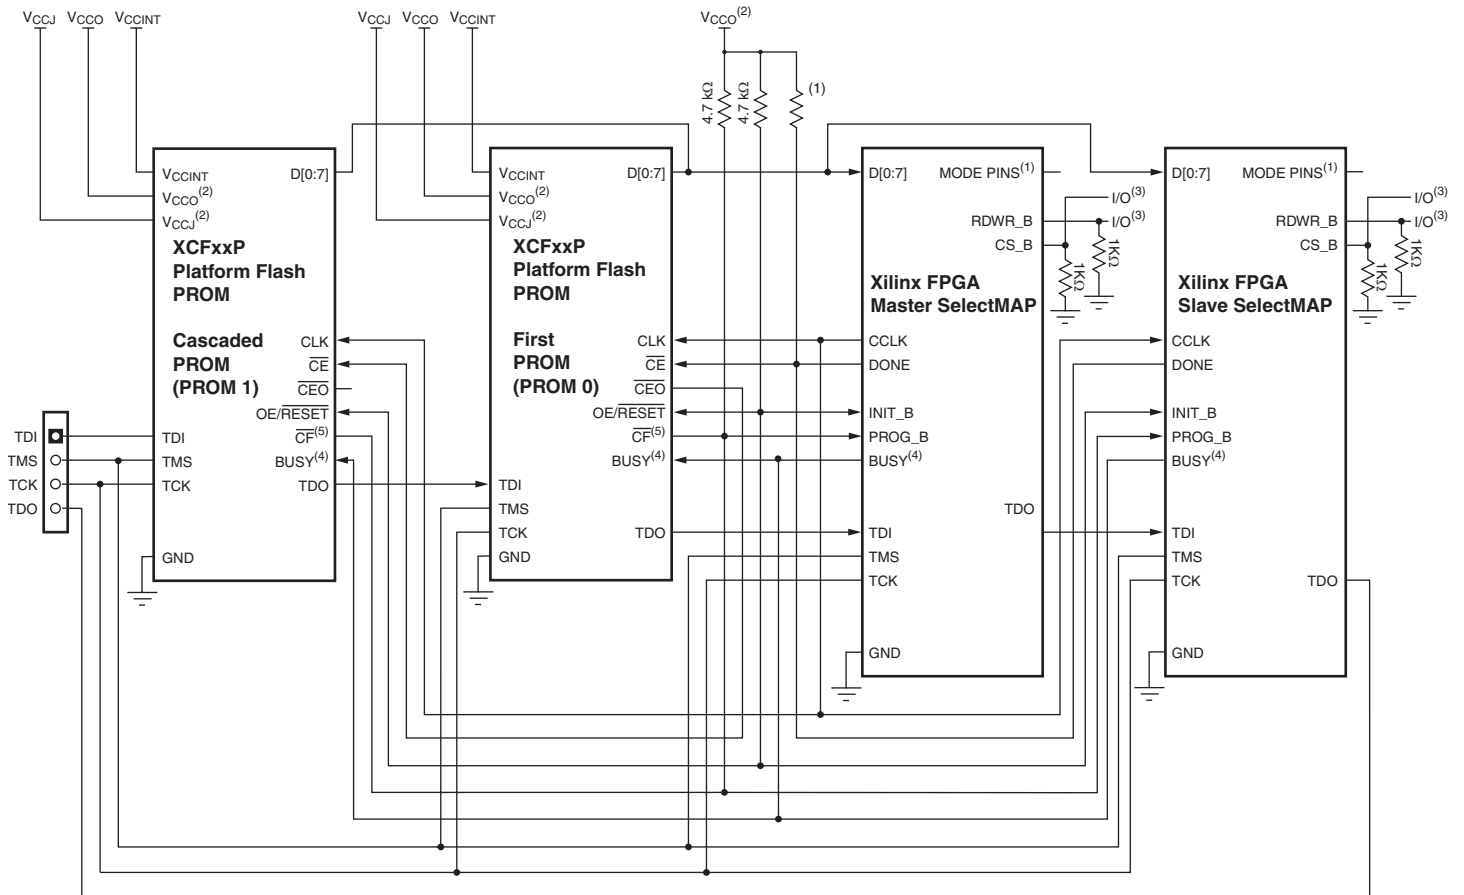 VCCJ VCCO VCCINT
VCCJ VCCO VCCINT
VCCO(2)
4.7 kΩ
4.7 kΩ
(1)
VCCINT
VCCO(2)
VCCJ(2)
D[0:7]
XCFxxP
Platform Flash
PROM
Cascaded
PROM
(PROM 1)
CLK
CE
CEO
OE/RESET
CF(5)
BUSY(4)
TDO
TDI
TMS
TCK
GND
TDI
TMS
TCK
TDO
VCCINT
VCCO(2)
VCCJ(2)
D[0:7]
XCFxxP
Platform Flash
PROM
First
PROM
(PROM 0)
CLK
CE
CEO
OE/RESET
CF(5)
BUSY(4)
TDI
TMS
TCK
TDO
GND
D[0:7]
MODE PINS(1)
RDWR_B
CS_B
I/O(3)
I/O(3)
1KΩ
1KΩ
Xilinx FPGA
Master SelectMAP
CCLK
DONE
INIT_B
PROG_B
BUSY(4)
TDO
TDI
TMS
TCK
GND
D[0:7]
MODE PINS(1)
RDWR_B
CS_B
I/O(3)
I/O(3)
1KΩ
1KΩ
Xilinx FPGA
Slave SelectMAP
CCLK
DONE
INIT_B
PROG_B
BUSY(4)
TDI
TMS
TCK
TDO
GND